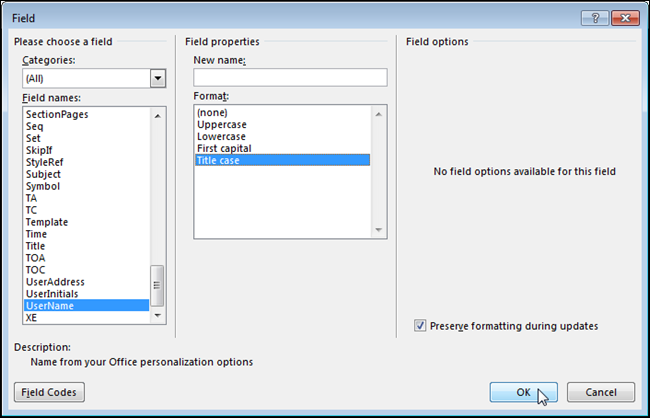 Field
Please choose a field
Categories:
(All)
Field names:
SectionPages
Seq
Set
SkipIf
StyleRef
Subject
Symbol
TA
TC
Template
Time
Title
TOA
TOC
UserAddress
UserInitials
UserName
XE
Field properties
New name:
Format:
(none)
Uppercase
Lowercase
First capital
Title case
Field options
No field options available for this field
Preserve formatting during updates
Description:
Name from your Office personalization options
Field Codes
OK
Cancel